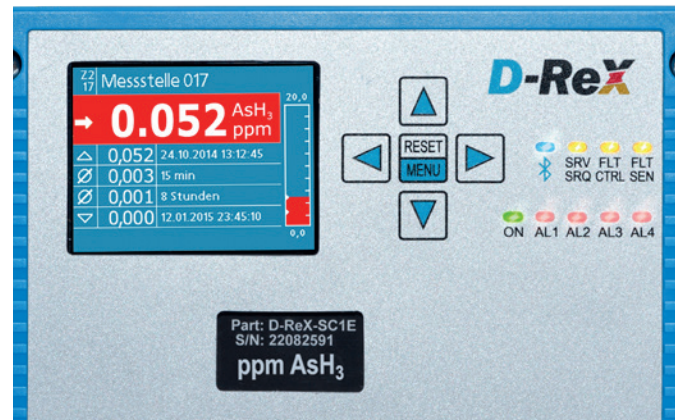 Z2
17
Messstelle 017
→ 0.052 AsH₃
ppm
20,0
△ 0,052 24.10.2014 13:12:45
Ø 0,003 15 min
Ø 0,001 8 Stunden
▽ 0,000 12.01.2015 23:45:10
0,0
RESET
MENU
D-ReX
SRV FLT FLT
SRQ CTRL SEN
ON AL1 AL2 AL3 AL4
Part: D-ReX-SC1E
S/N: 22082591
ppm AsH₃